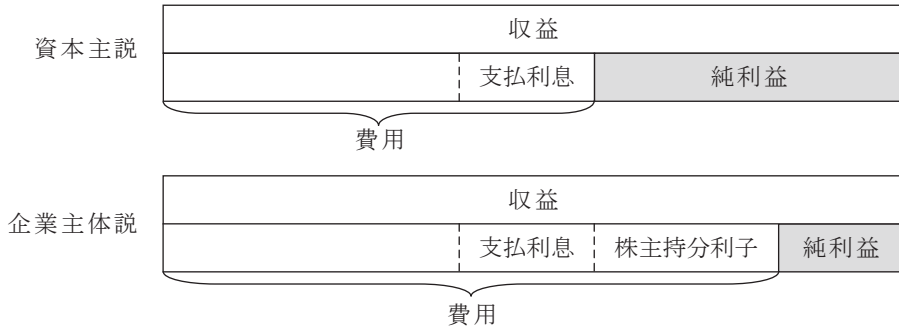 収益
資本主説
支払利息
純利益
費用
収益
企業主体説
支払利息
株主持分利子
純利益
費用